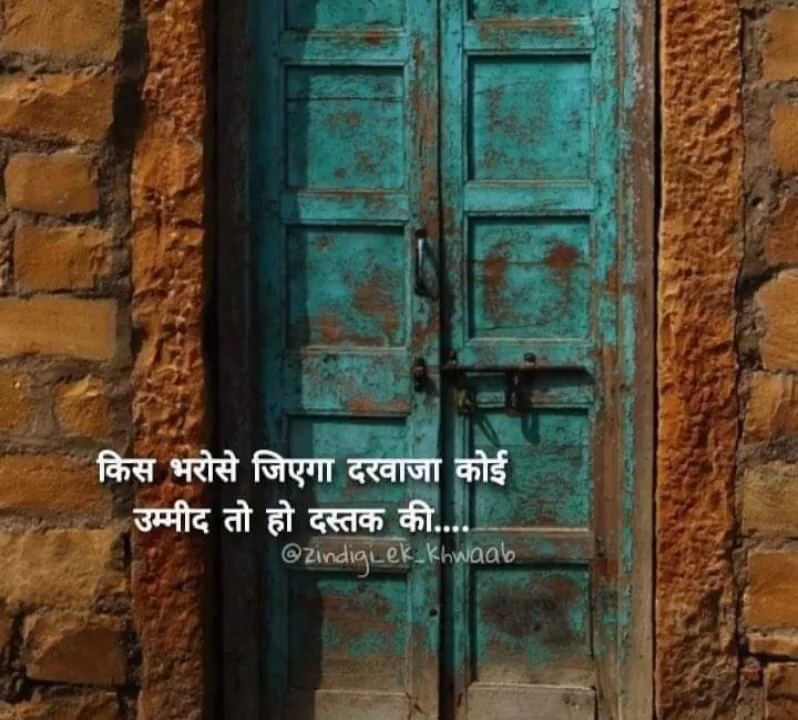 किस भरोसे जिएगा दरवाजा कोई
उम्मीद तो हो दस्तक की....
@zindigi_ek_khwaab